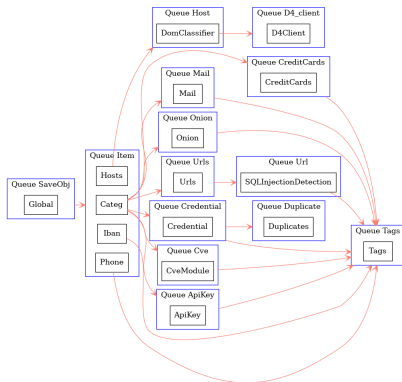 Queue Host
DomClassifier
Queue D4_client
D4Client
Queue CreditCards
CreditCards
Queue Mail
Mail
Queue Onion
Onion
Queue Item
Hosts
Categ
Iban
Phone
Queue SaveObj
Global
Queue Urls
Urls
Queue Url
SQLInjectionDetection
Queue Credential
Credential
Queue Duplicate
Duplicates
Queue Tags
Tags
Queue Cve
CveModule
Queue ApiKey
ApiKey